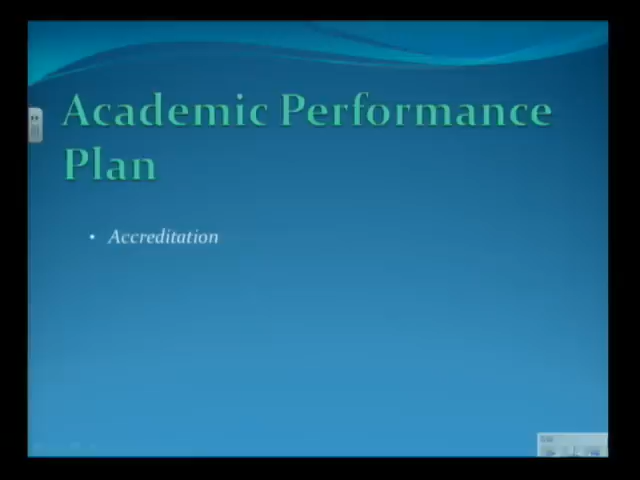 Academic Performance
Plan
• Accreditation